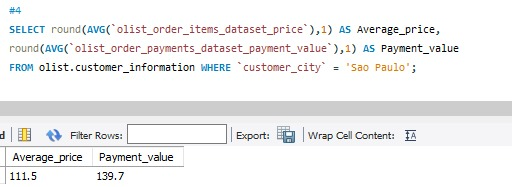 #4
SELECT round(AVG(`olist_order_items_dataset_price`),1) AS Average_price,
round(AVG(`olist_order_payments_dataset_payment_value`),1) AS Payment_value
FROM olist.customer_information WHERE `customer_city` = 'Sao Paulo';
d Filter Rows: Export: Wrap Cell Content:
Average_price Payment_value
111.5 139.7